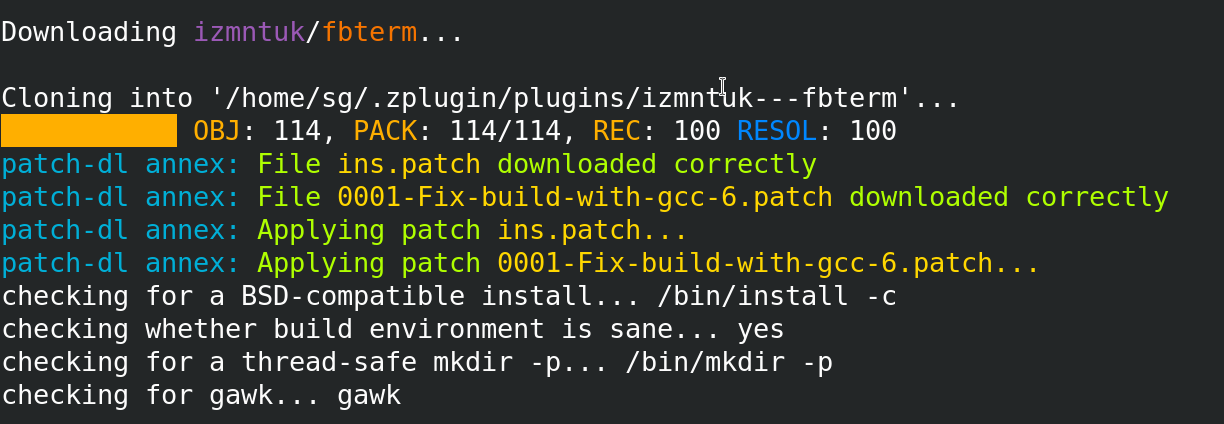 Downloading izmntuk/fbterm...
Cloning into '/home/sg/.zplugin/plugins/izmntuk---fbterm'...
OBJ: 114, PACK: 114/114, REC: 100 RESOL: 100
patch-dl annex: File ins.patch downloaded correctly
patch-dl annex: File 0001-Fix-build-with-gcc-6.patch downloaded correctly
patch-dl annex: Applying patch ins.patch...
patch-dl annex: Applying patch 0001-Fix-build-with-gcc-6.patch...
checking for a BSD-compatible install... /bin/install -c
checking whether build environment is sane... yes
checking for a thread-safe mkdir -p... /bin/mkdir -p
checking for gawk... gawk